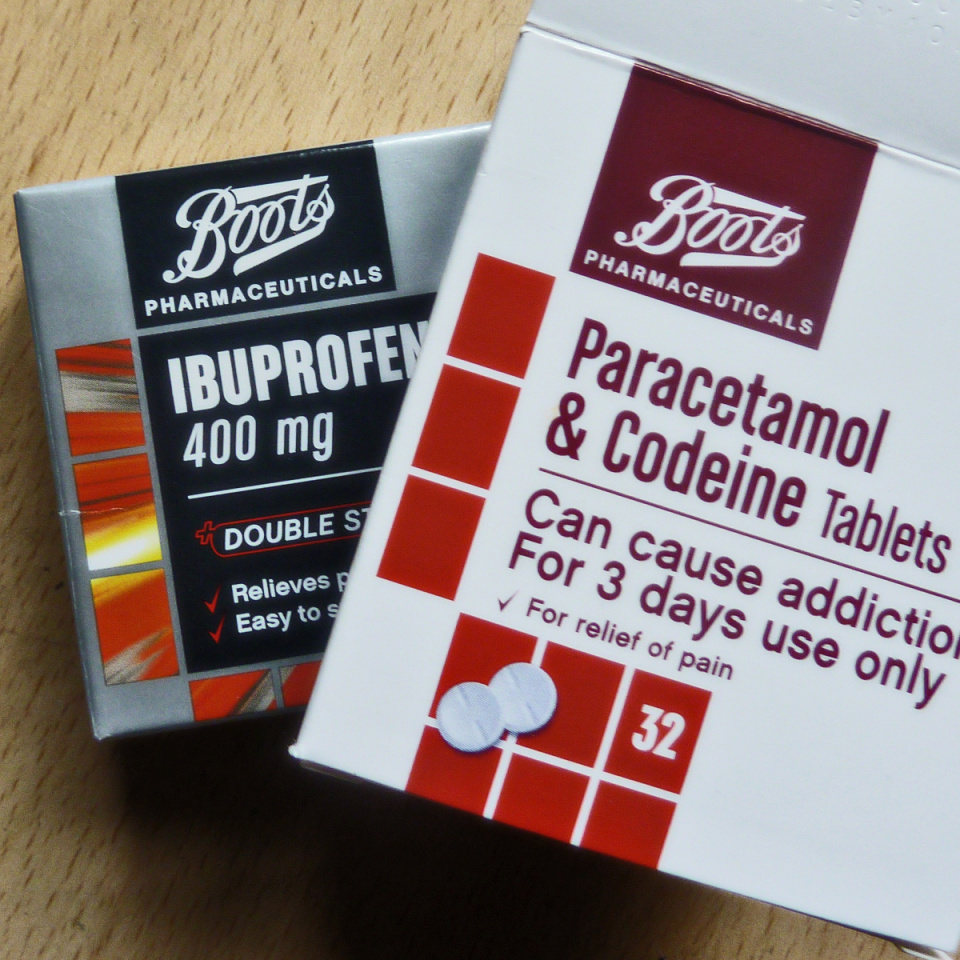 Boots
PHARMACEUTICALS
IBUPROFEN
400 mg
DOUBLE ST
Relieves p
Easy to s
Boots
PHARMACEUTICALS
Paracetamol
& Codeine Tablets
Can cause addiction
For 3 days use only
For relief of pain
32